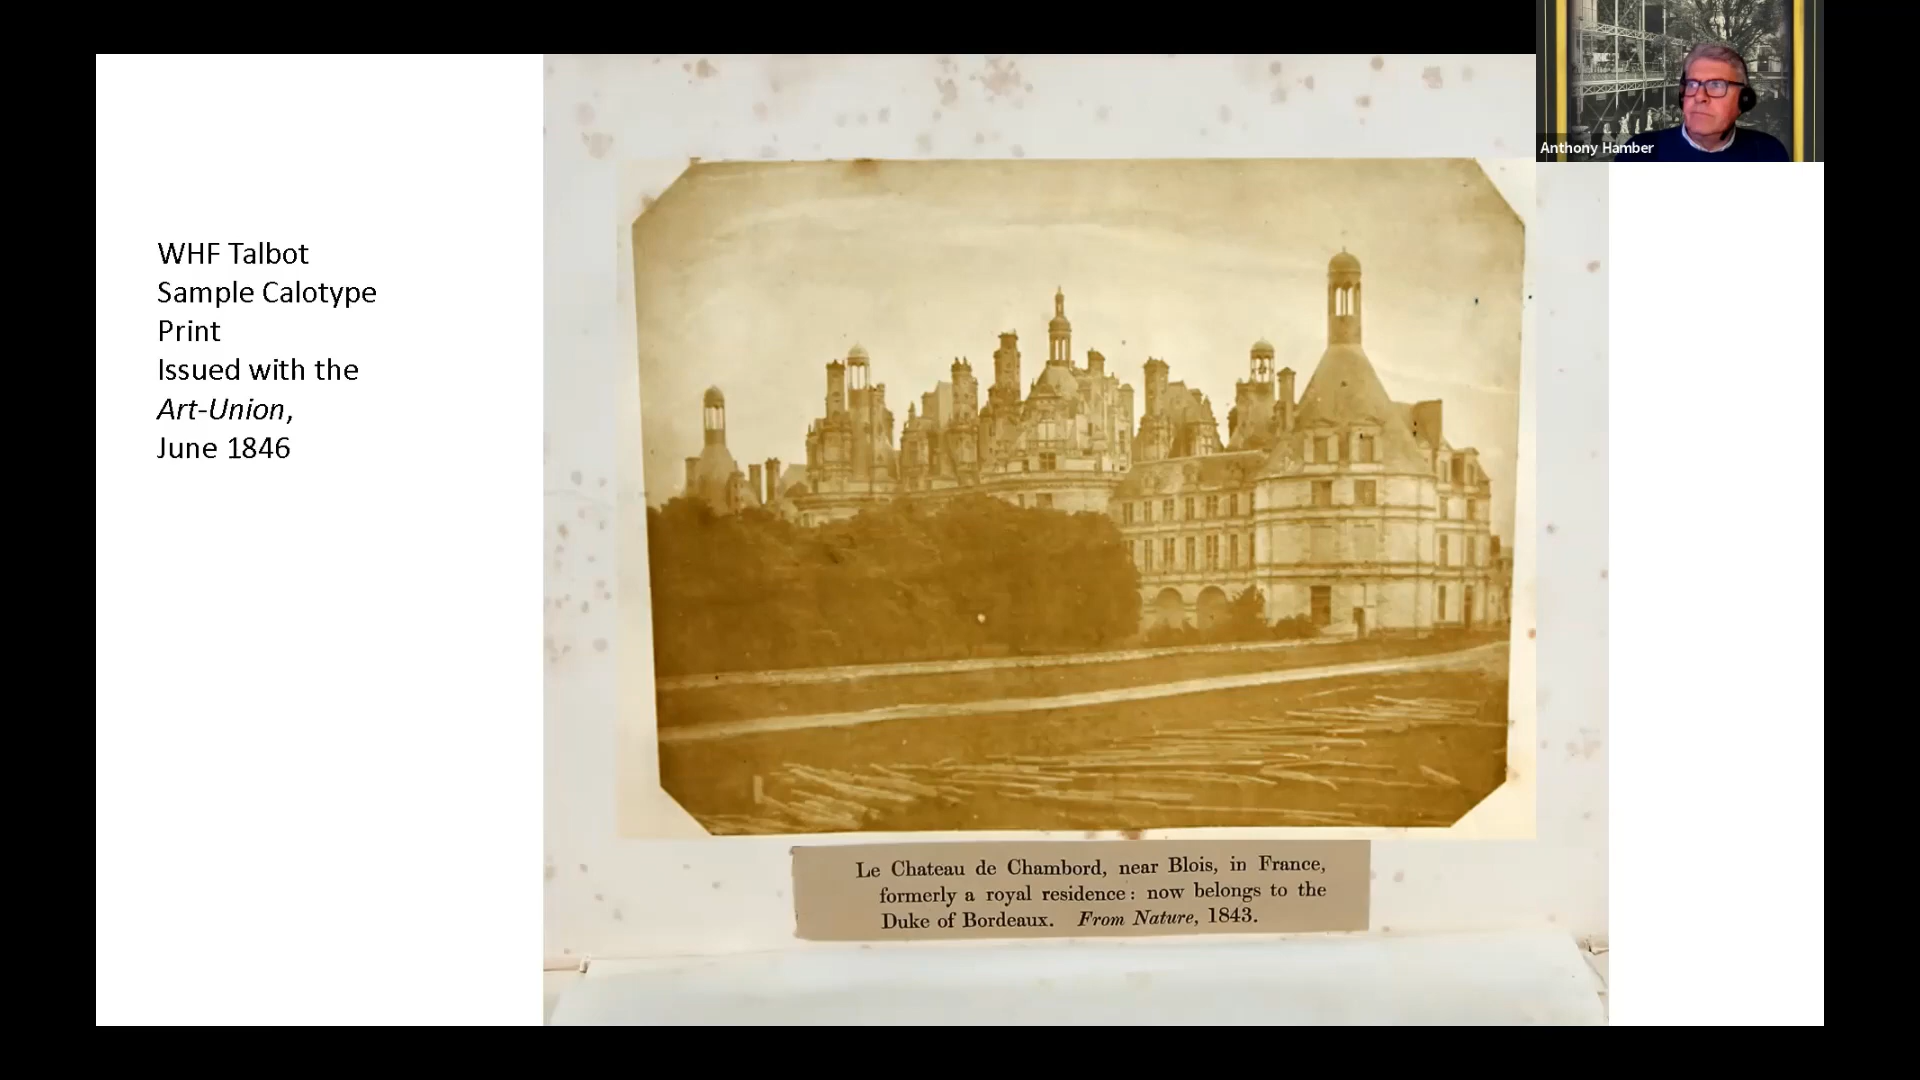 Anthony Hamber
WHF Talbot
Sample Calotype
Print
Issued with the
Art-Union,
June 1846
Le Chateau de Chambord, near Blois, in France,
formerly a royal residence: now belongs to the
Duke of Bordeaux. From Nature, 1843.